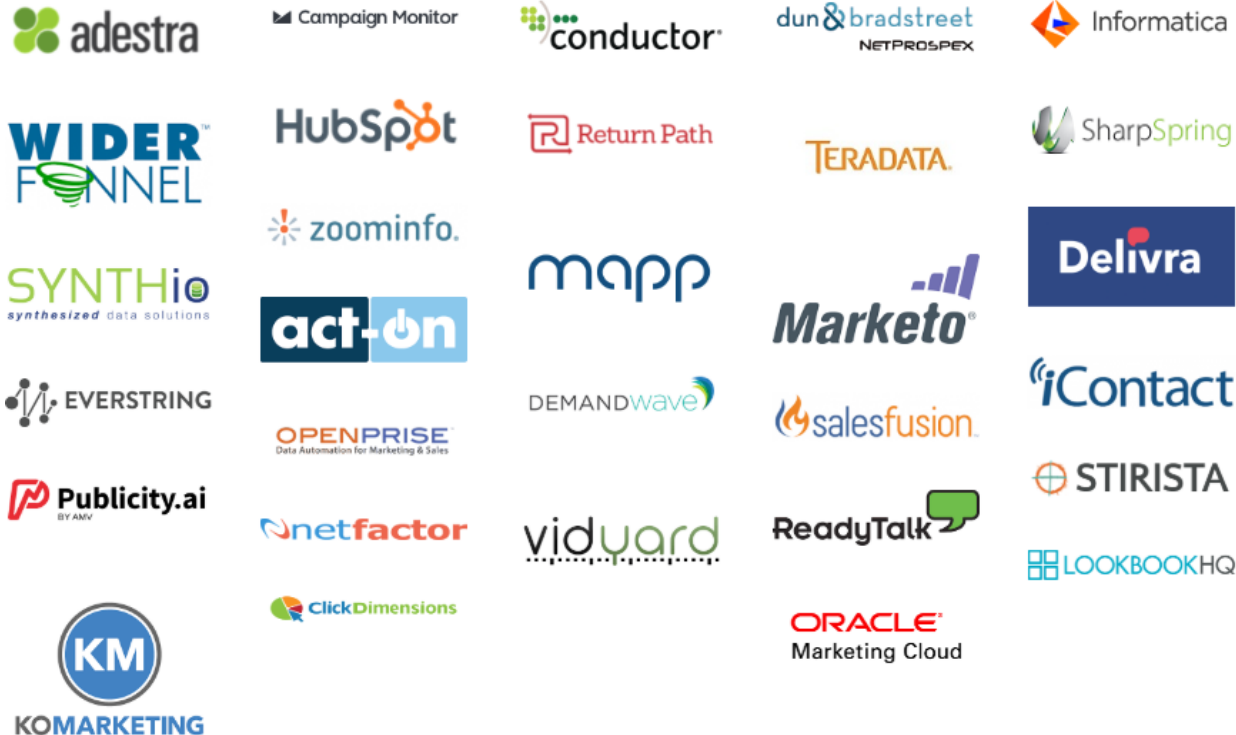 adestra
WIDER™
FUNNEL
SYNTHio
synthesized data solutions
EVERSTRING
Publicity.ai
BY AMV
KM
KOMARKETING
Campaign Monitor
HubSpot
zoominfo.
act-on
OPENPRISE
Data Automation for Marketing & Sales
netfactor
ClickDimensions
conductor
Return Path
mapp
DEMANDWAVE
vidyard
dun & bradstreet
NETPROSPEX
TERADATA.
Marketo®
salesfusion
ReadyTalk
ORACLE®
Marketing Cloud
Informatica
SharpSpring
Delivra
iContact
STIRISTA
LOOKBOOKHQ